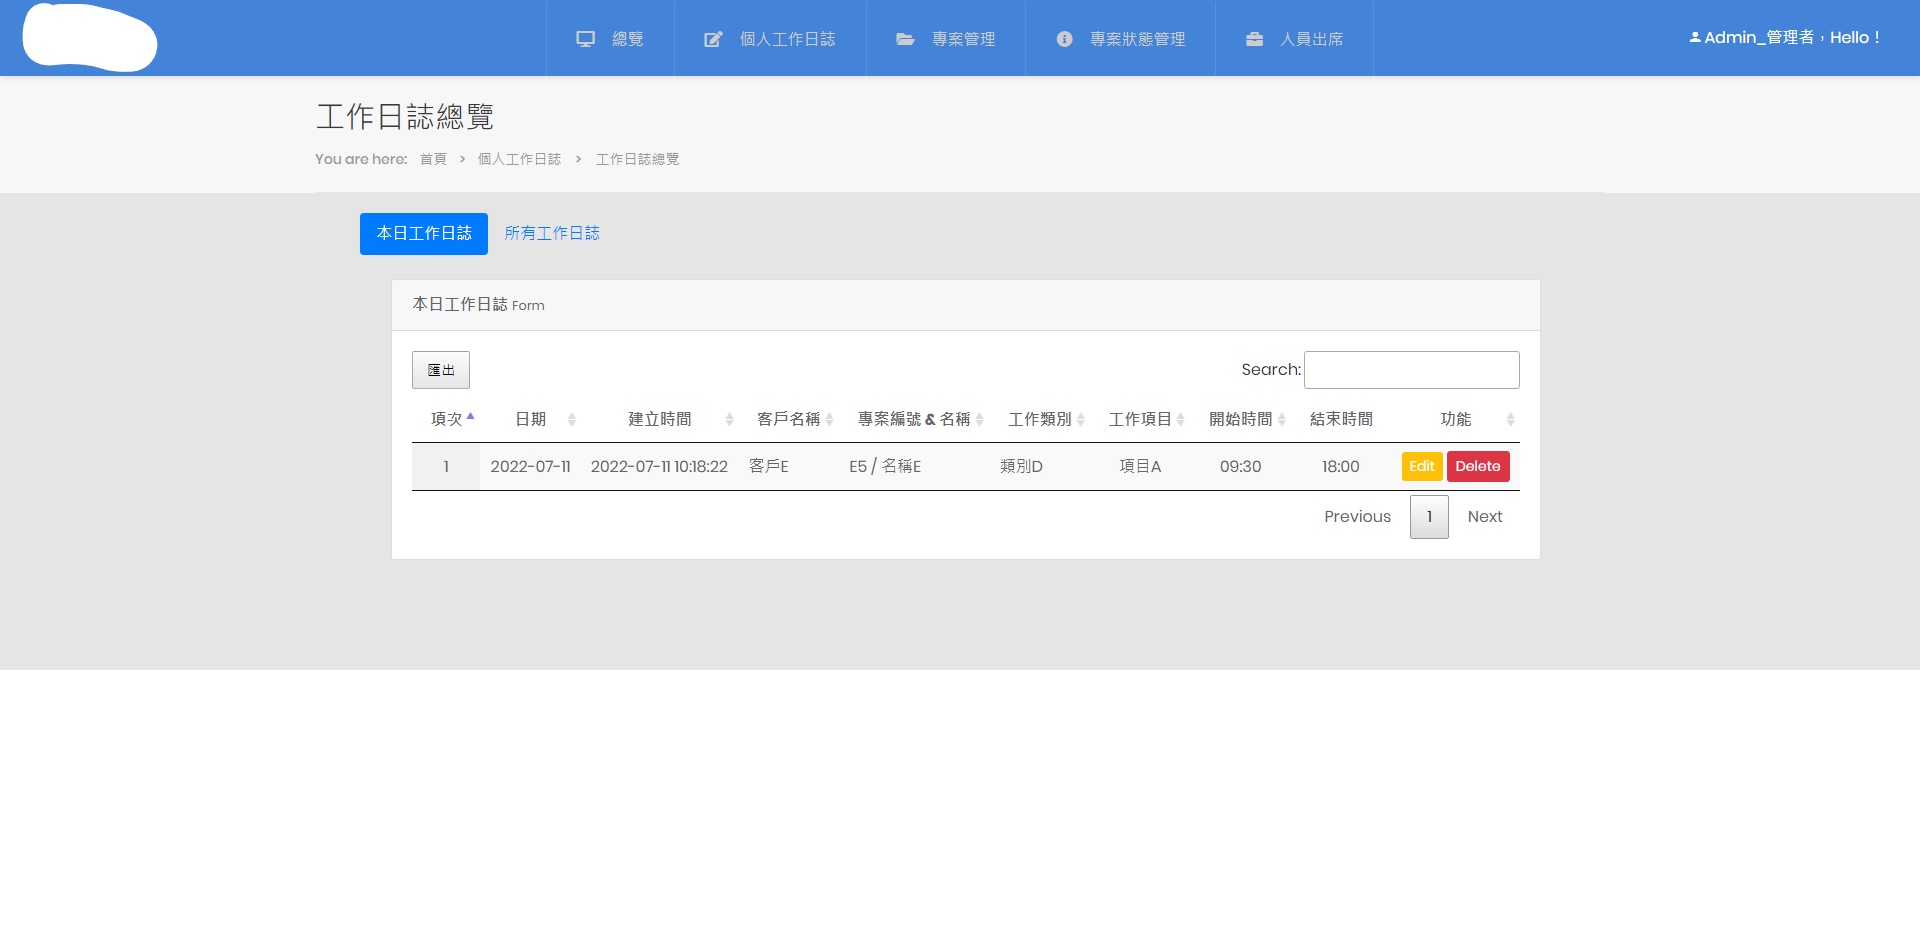 總覽 個人工作日誌 專案管理 專案狀態管理 人員出席 Admin_管理者，Hello！
工作日誌總覽
You are here: 首頁 > 個人工作日誌 > 工作日誌總覽
本日工作日誌 所有工作日誌
本日工作日誌 Form
匯出 Search:
項次 日期 建立時間 客戶名稱 專案編號 & 名稱 工作類別 工作項目 開始時間 結束時間 功能
1 2022-07-11 2022-07-11 10:18:22 客戶E E5 / 名稱E 類別D 項目A 09:30 18:00 Edit Delete
Previous 1 Next